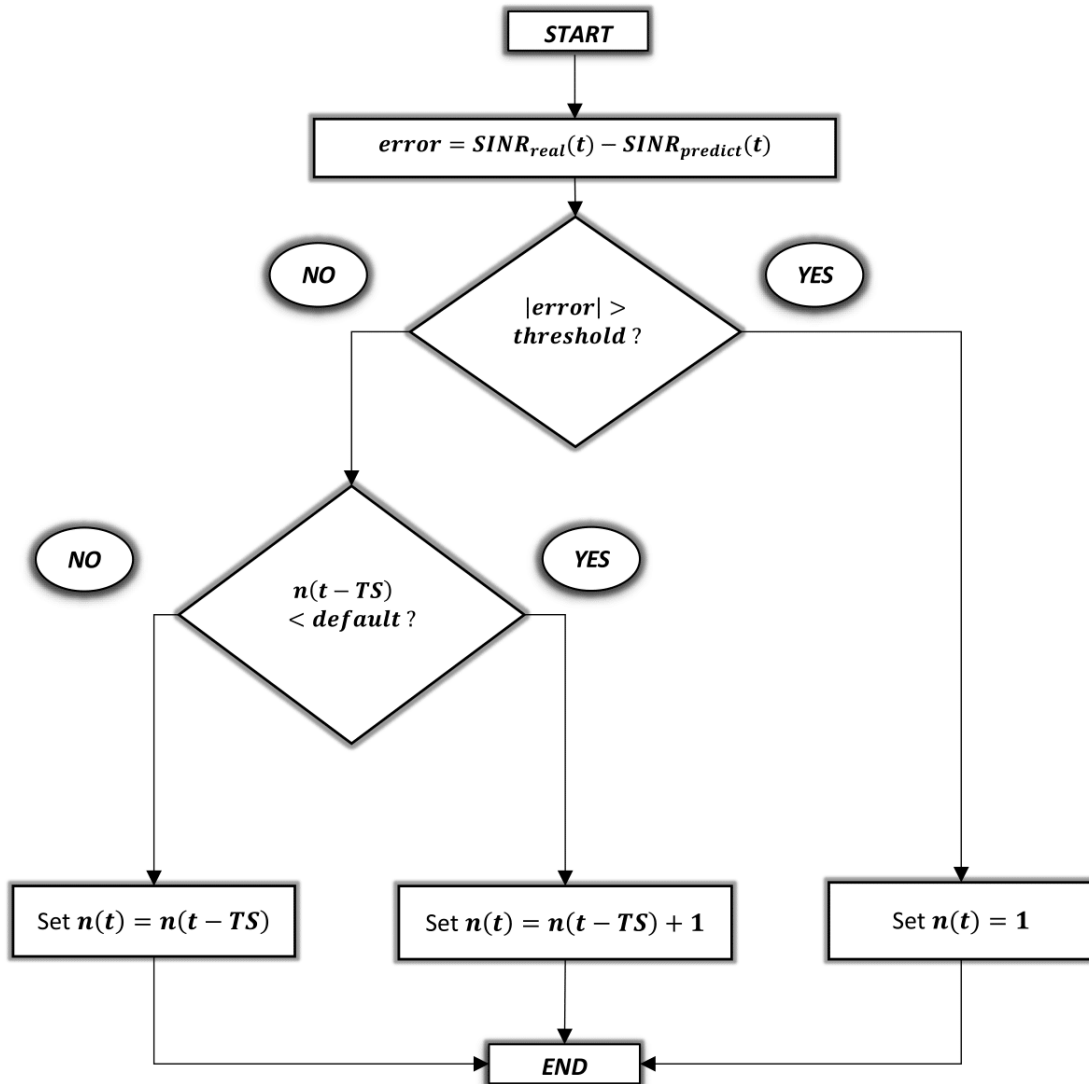 START
error = SINR_real(t) − SINR_predict(t)
NO
YES
|error| >
threshold ?
NO
YES
n(t − TS)
< default ?
Set n(t) = n(t − TS)
Set n(t) = n(t − TS) + 1
Set n(t) = 1
END